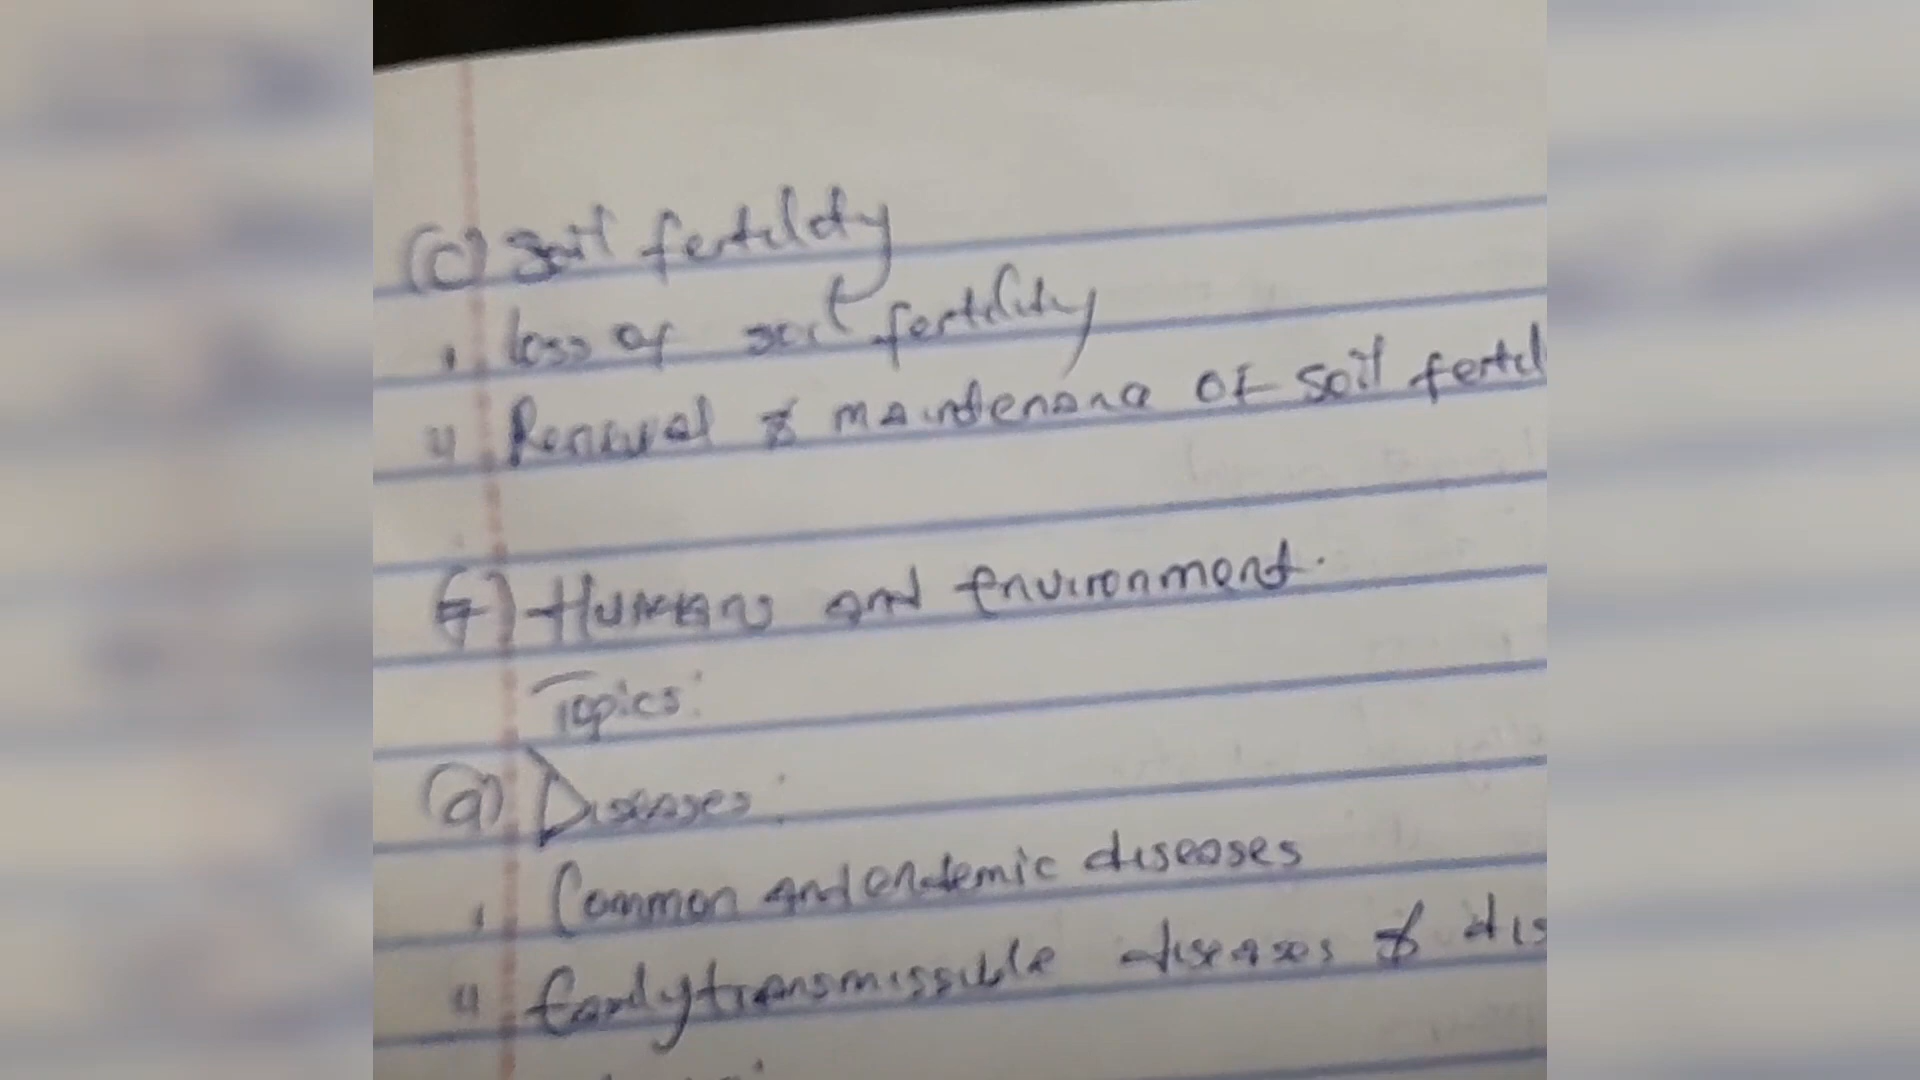 (c) Soil fertility
i loss of soil fertility
ii Renewal & maintenance of soil fertil
F) Humans and environment.
Topics:
(a) Diseases:
i Common and endemic diseases
ii Easily transmissible diseases & dis